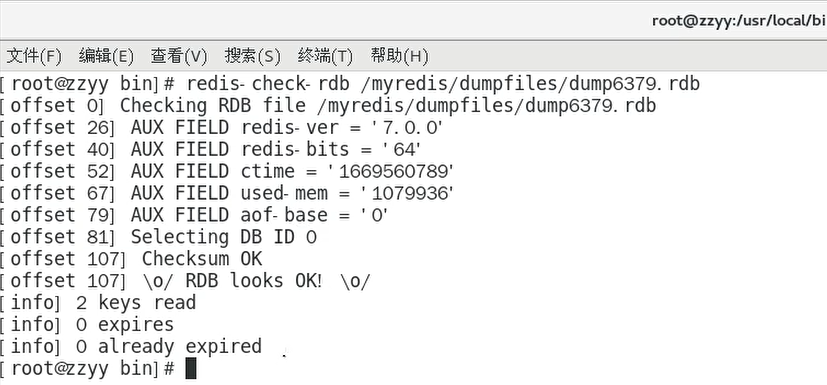 root@zzyy:/usr/local/bi
文件(F) 编辑(E) 查看(V) 搜索(S) 终端(T) 帮助(H)
[root@zzyy bin]# redis-check-rdb /myredis/dumpfiles/dump6379.rdb
[offset 0] Checking RDB file /myredis/dumpfiles/dump6379.rdb
[offset 26] AUX FIELD redis-ver = '7.0.0'
[offset 40] AUX FIELD redis-bits = '64'
[offset 52] AUX FIELD ctime = '1669560789'
[offset 67] AUX FIELD used-mem = '1079936'
[offset 79] AUX FIELD aof-base = '0'
[offset 81] Selecting DB ID 0
[offset 107] Checksum OK
[offset 107] \o/ RDB looks OK! \o/
[info] 2 keys read
[info] 0 expires
[info] 0 already expired
[root@zzyy bin]#